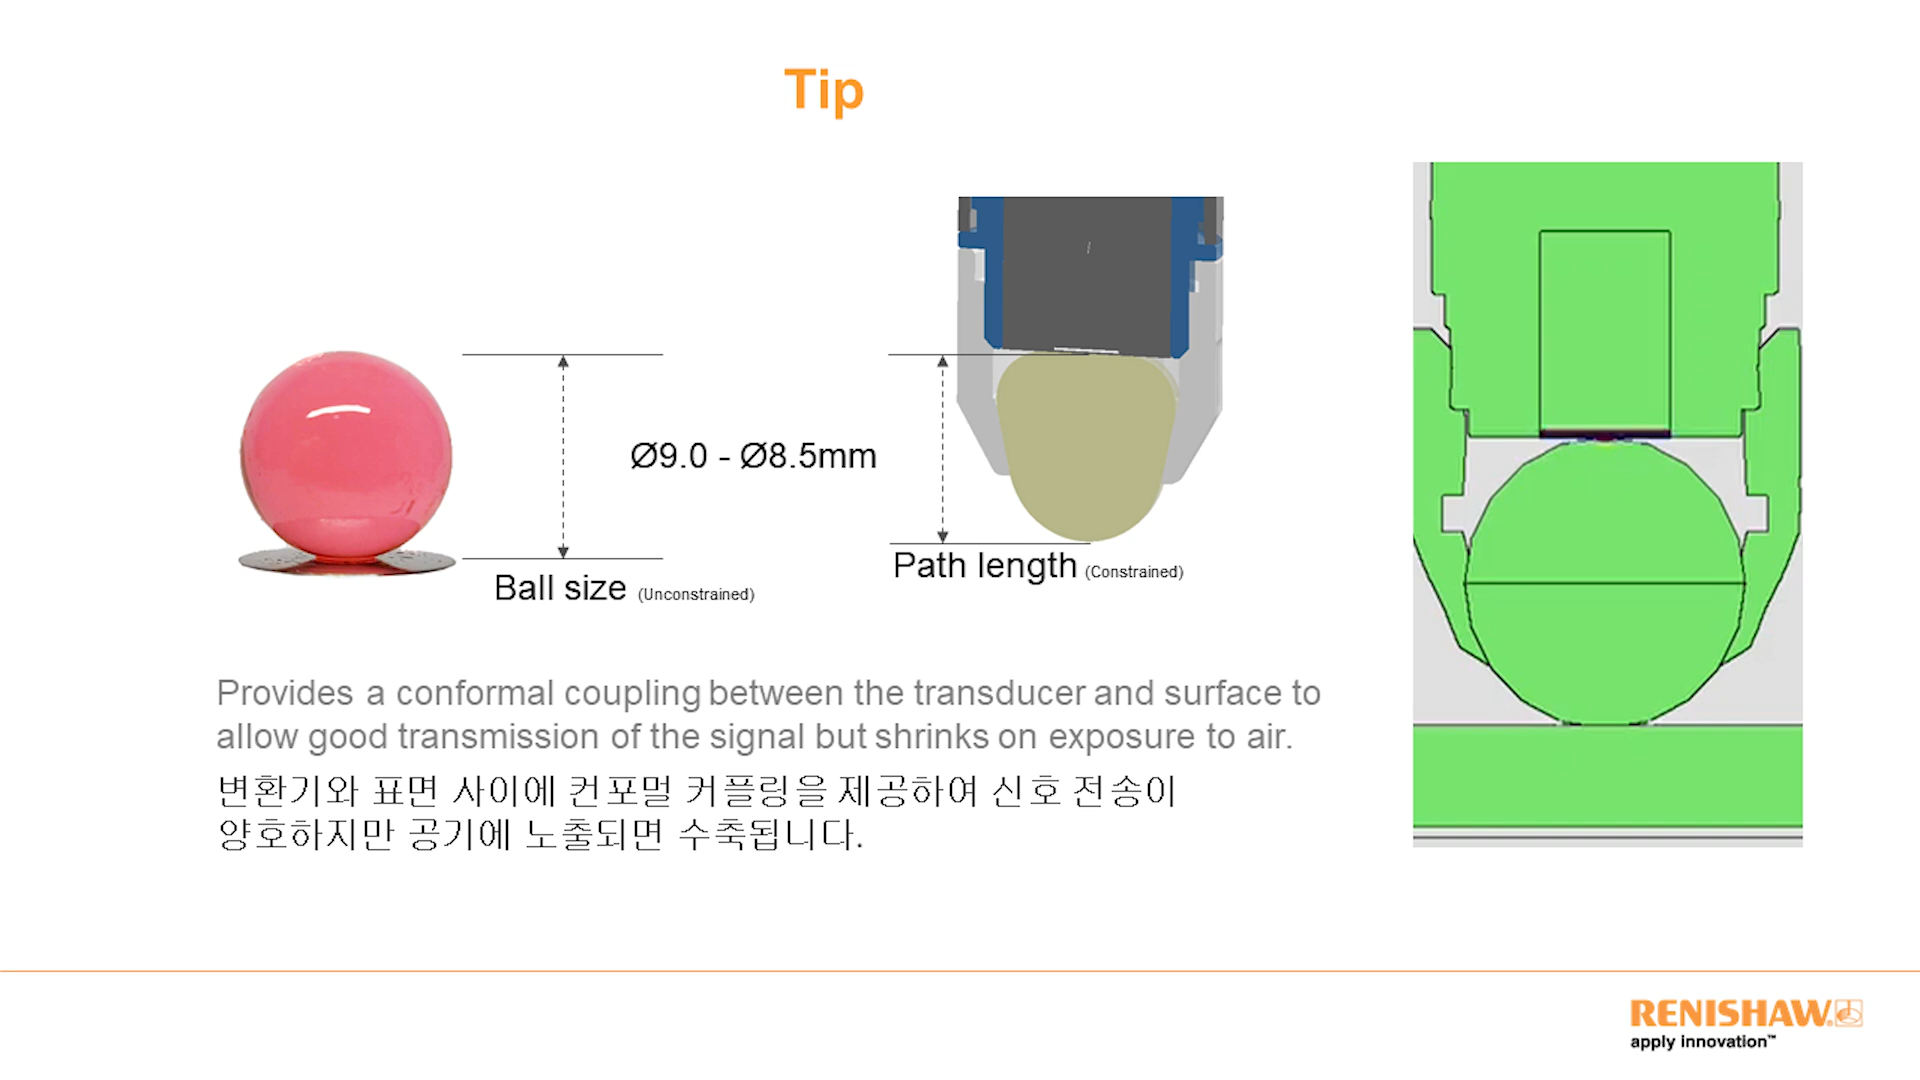 Tip
Ø9.0 - Ø8.5mm
Ball size (Unconstrained)
Path length (Constrained)
Provides a conformal coupling between the transducer and surface to
allow good transmission of the signal but shrinks on exposure to air.
변환기와 표면 사이에 컨포멀 커플링을 제공하여 신호 전송이
양호하지만 공기에 노출되면 수축됩니다.
RENISHAW.
apply innovation™